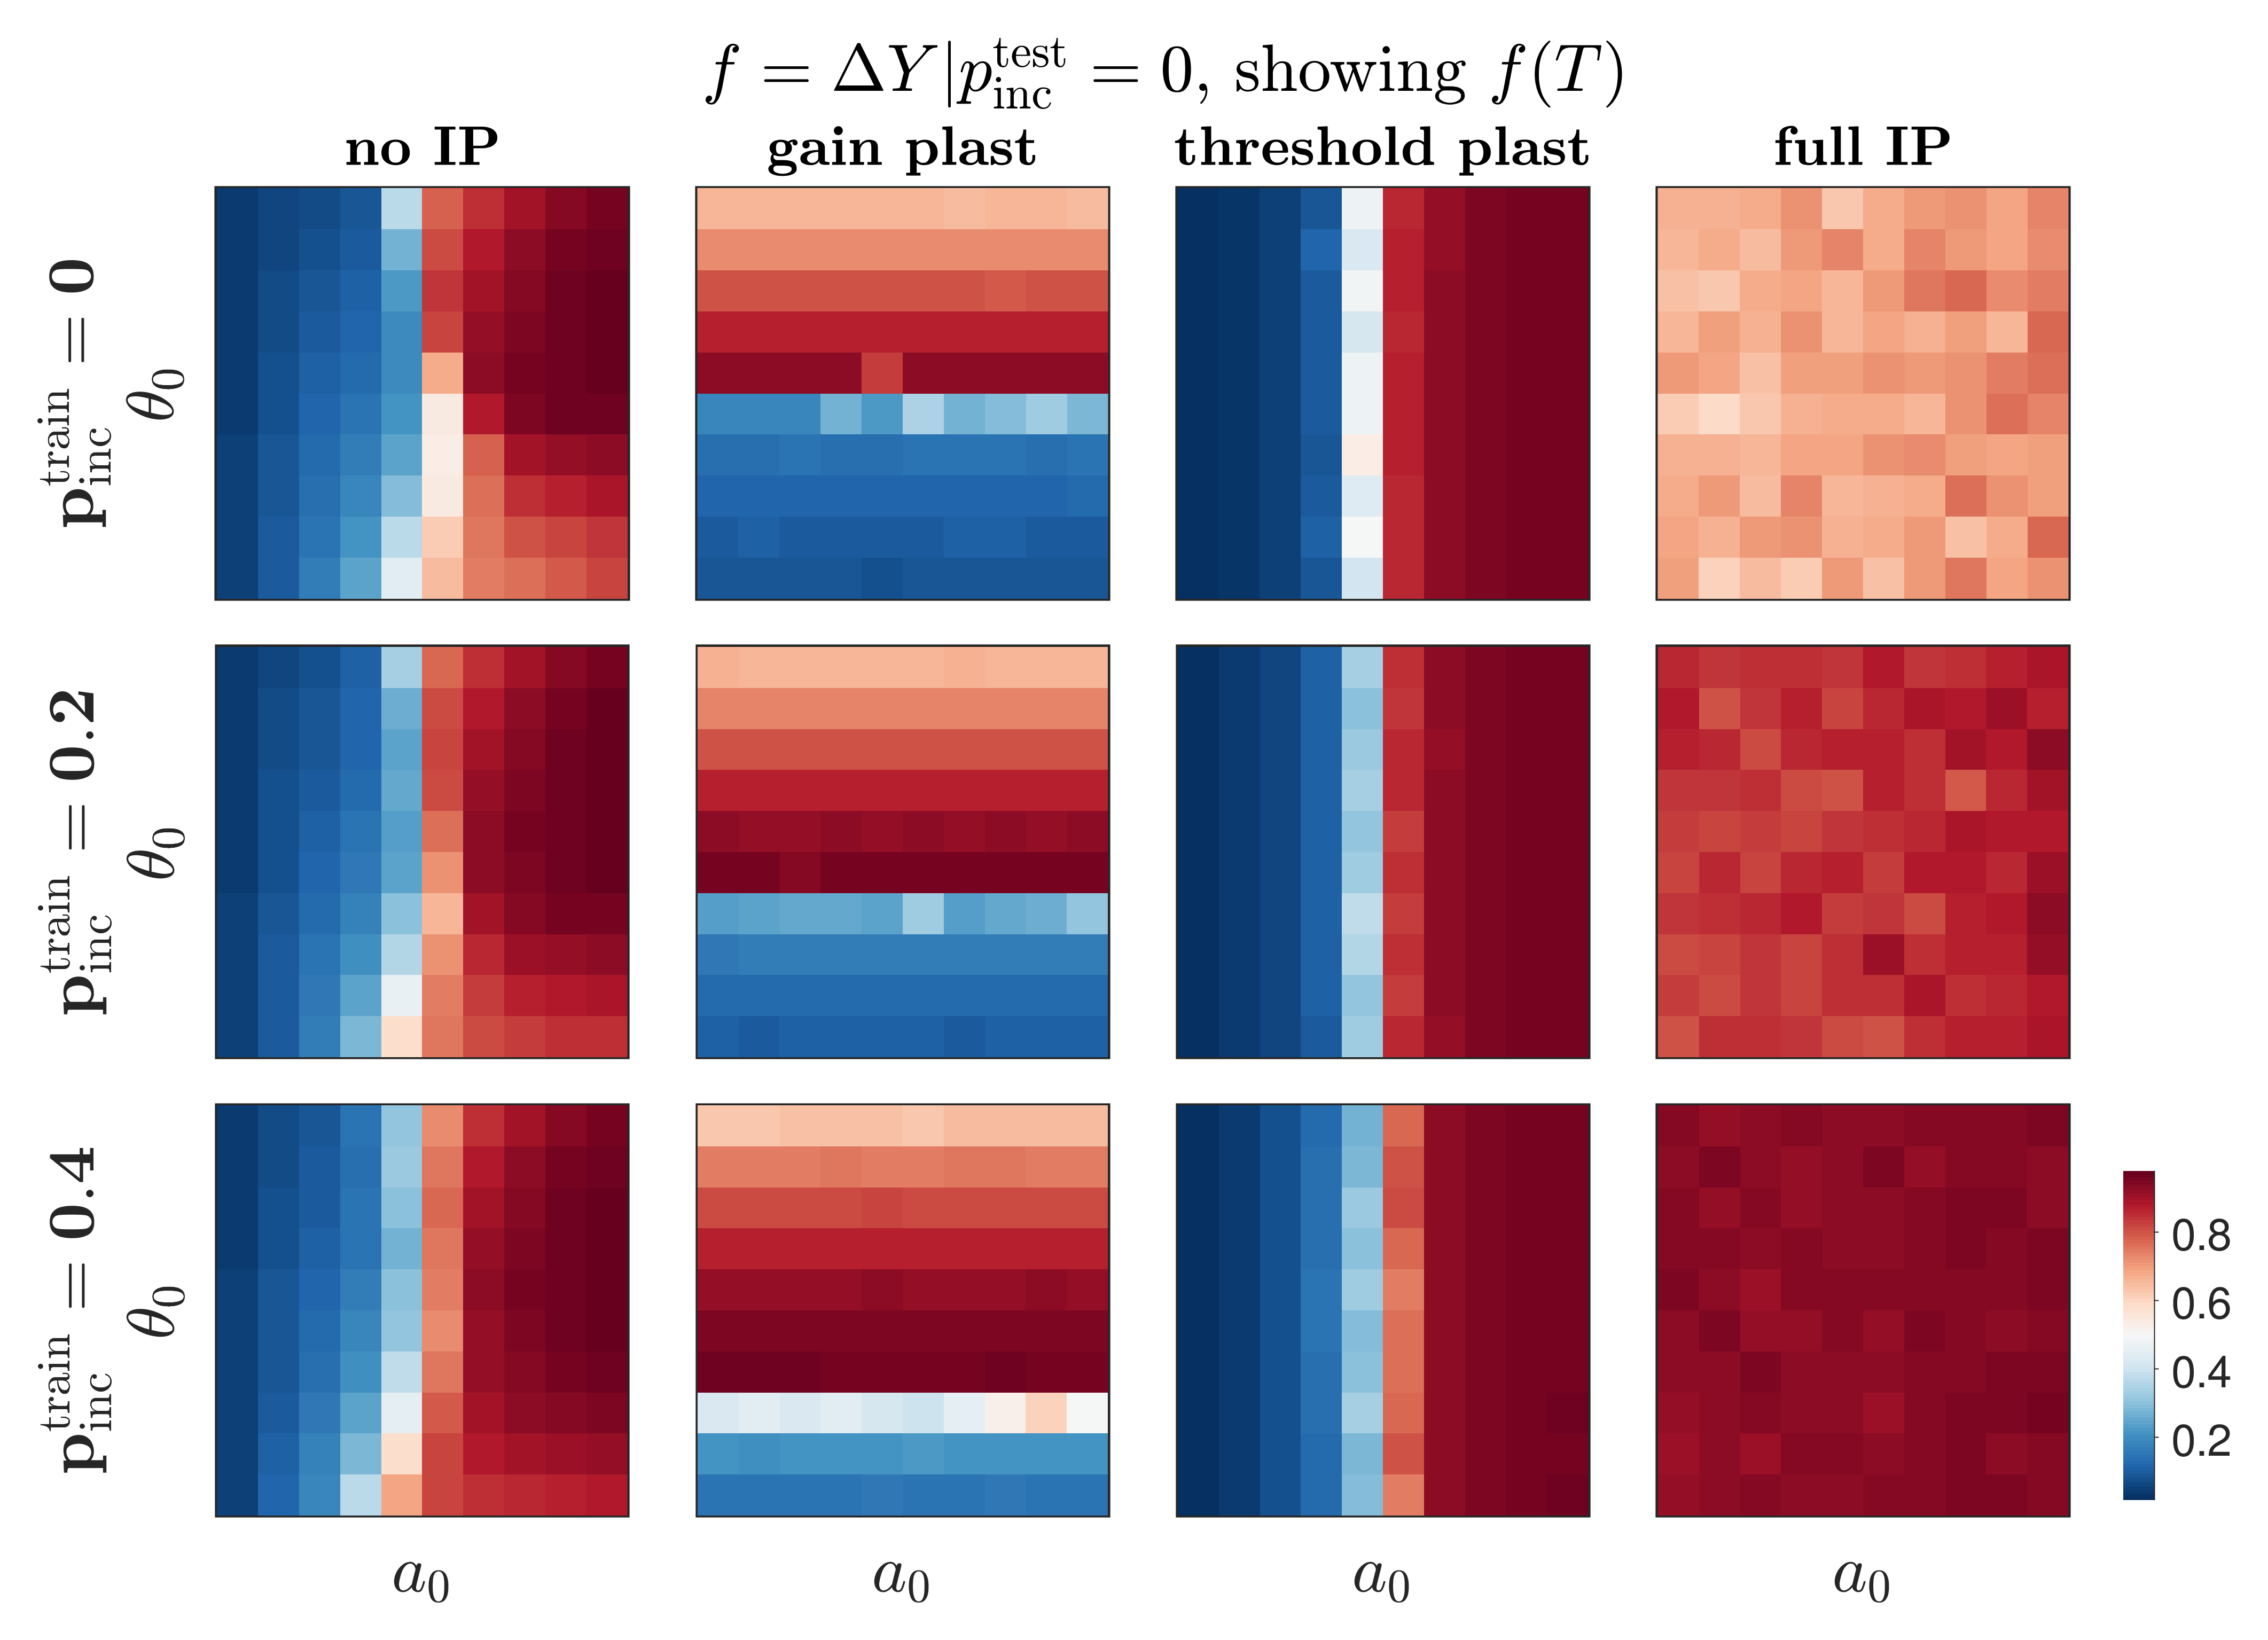 f = ΔY|p_inc^test = 0, showing f(T)
no IP gain plast threshold plast full IP
p_inc^train = 0
θ₀
p_inc^train = 0.2
θ₀
p_inc^train = 0.4
θ₀
0.8
0.6
0.4
0.2
a₀ a₀ a₀ a₀